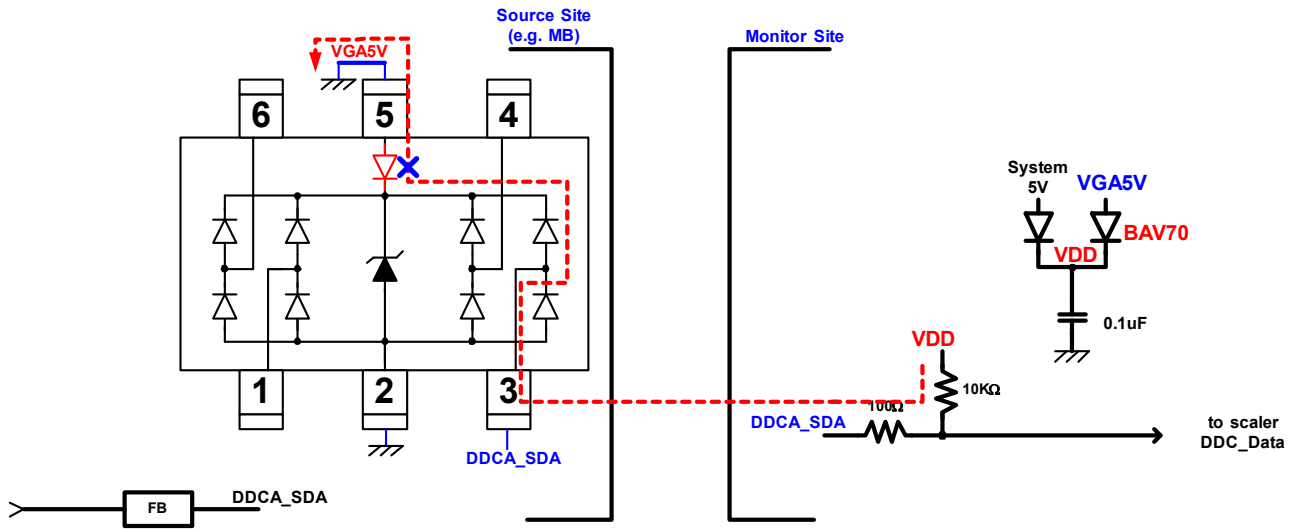 Source Site
(e.g. MB)
Monitor Site
VGA5V
6
5
4
System
5V
VGA5V
BAV70
VDD
0.1uF
VDD
10KΩ
100Ω
1
2
3
DDCA_SDA
DDCA_SDA
to scaler
DDC_Data
FB
DDCA_SDA